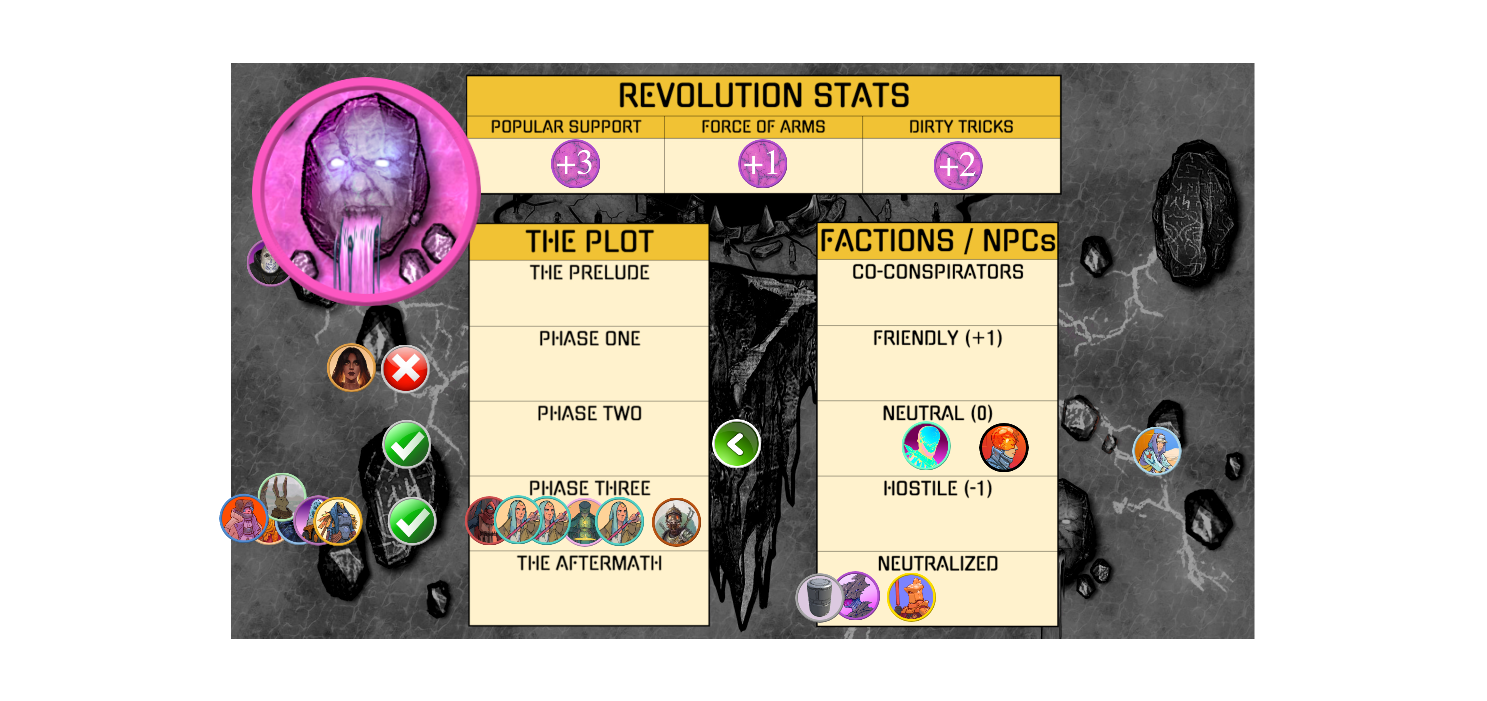 REVOLUTION STATS
POPULAR SUPPORT FORCE OF ARMS DIRTY TRICKS
+3 +1 +2
THE PLOT
THE PRELUDE
PHASE ONE
PHASE TWO
PHASE THREE
THE AFTERMATH
FACTIONS / NPCs
CO-CONSPIRATORS
FRIENDLY (+1)
NEUTRAL (0)
HOSTILE (-1)
NEUTRALIZED